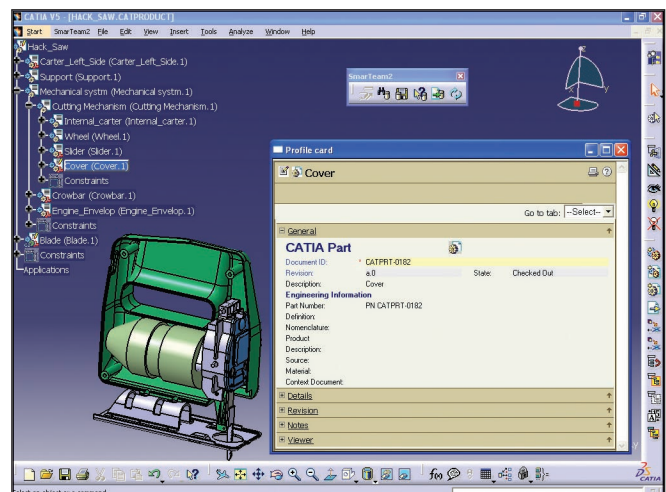 CATIA V5 - [HACK_SAW.CATPRODUCT]
Start SmarTeam2 File Edit View Insert Tools Analyze Window Help
Hack_Saw
Carter_Left_Side (Carter_Left_Side.1)
Support (Support.1)
Mechanical systm (Mechanical systm.1)
Cutting Mechanism (Cutting Mechanism.1)
Internal_carter (Internal_carter.1)
Wheel (Wheel.1)
Slider (Slider.1)
Cover (Cover.1)
Constraints
Crowbar (Crowbar.1)
Engine_Envelop (Engine_Envelop.1)
Constraints
Blade (Blade.1)
Constraints
Applications
SmarTeam2
Profile card
Cover
Go to tab: --Select--
General
CATIA Part
Document ID: * CATPRT-0182
Revision: a.0 State: Checked Out
Description: Cover
Engineering Information
Part Number: PN CATPRT-0182
Definition:
Nomenclature:
Product
Description:
Source:
Material:
Context Document:
Details
Revision
Notes
Viewer
f(x)
CATIA
Select an object or a command